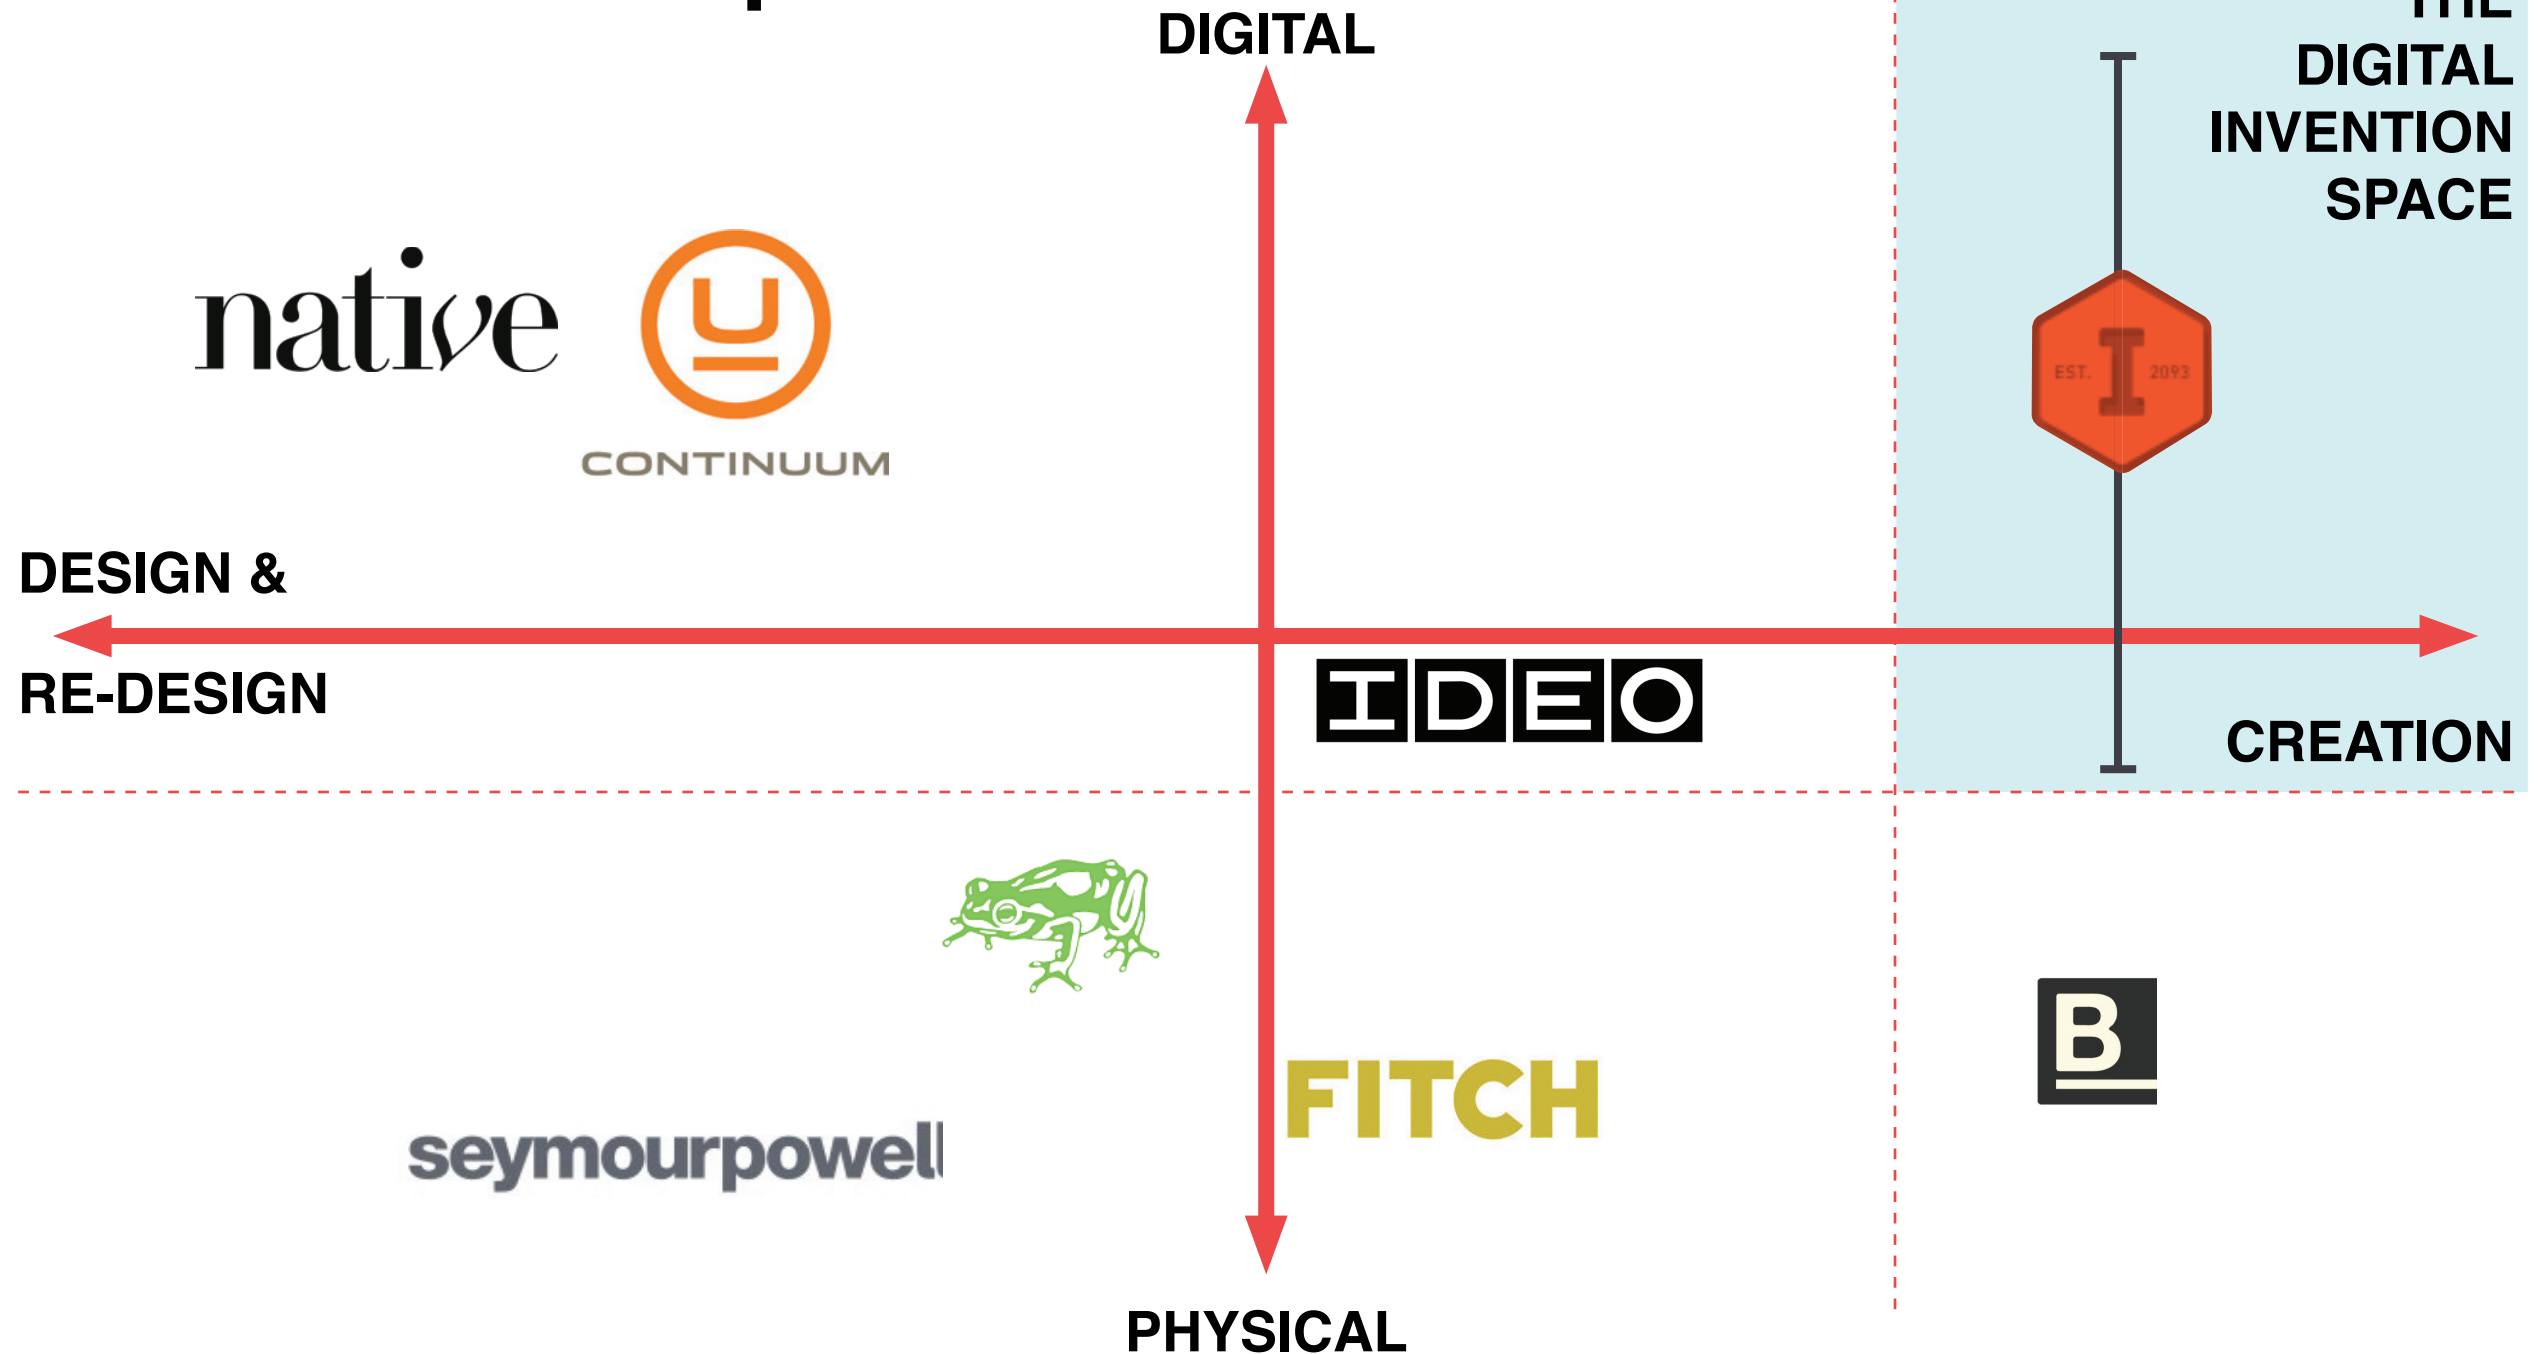 DIGITAL
THE
DIGITAL
INVENTION
SPACE
native
CONTINUUM
EST. I 2093
DESIGN &
RE-DESIGN
IDEO
CREATION
FITCH
B
seymourpowell
PHYSICAL